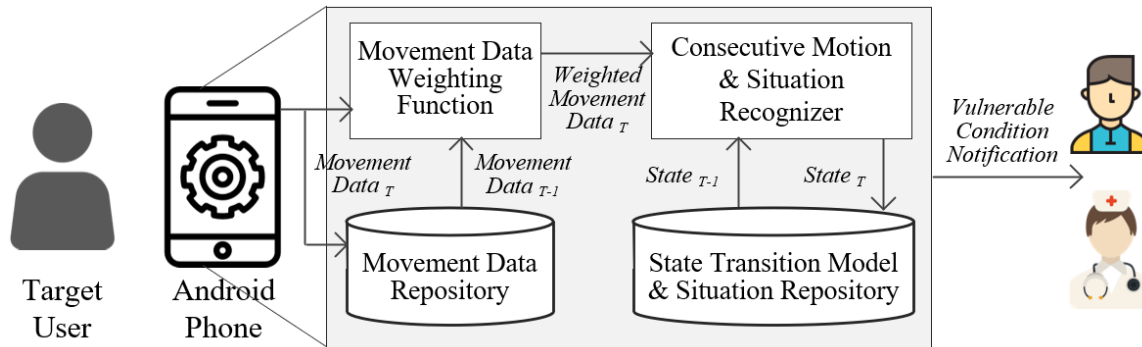 Target
User
Android
Phone
Movement Data
Weighting
Function
Weighted
Movement
Data T
Consecutive Motion
& Situation
Recognizer
Movement
Data T
Movement
Data T-1
State T-1
State T
Movement Data
Repository
State Transition Model
& Situation Repository
Vulnerable
Condition
Notification